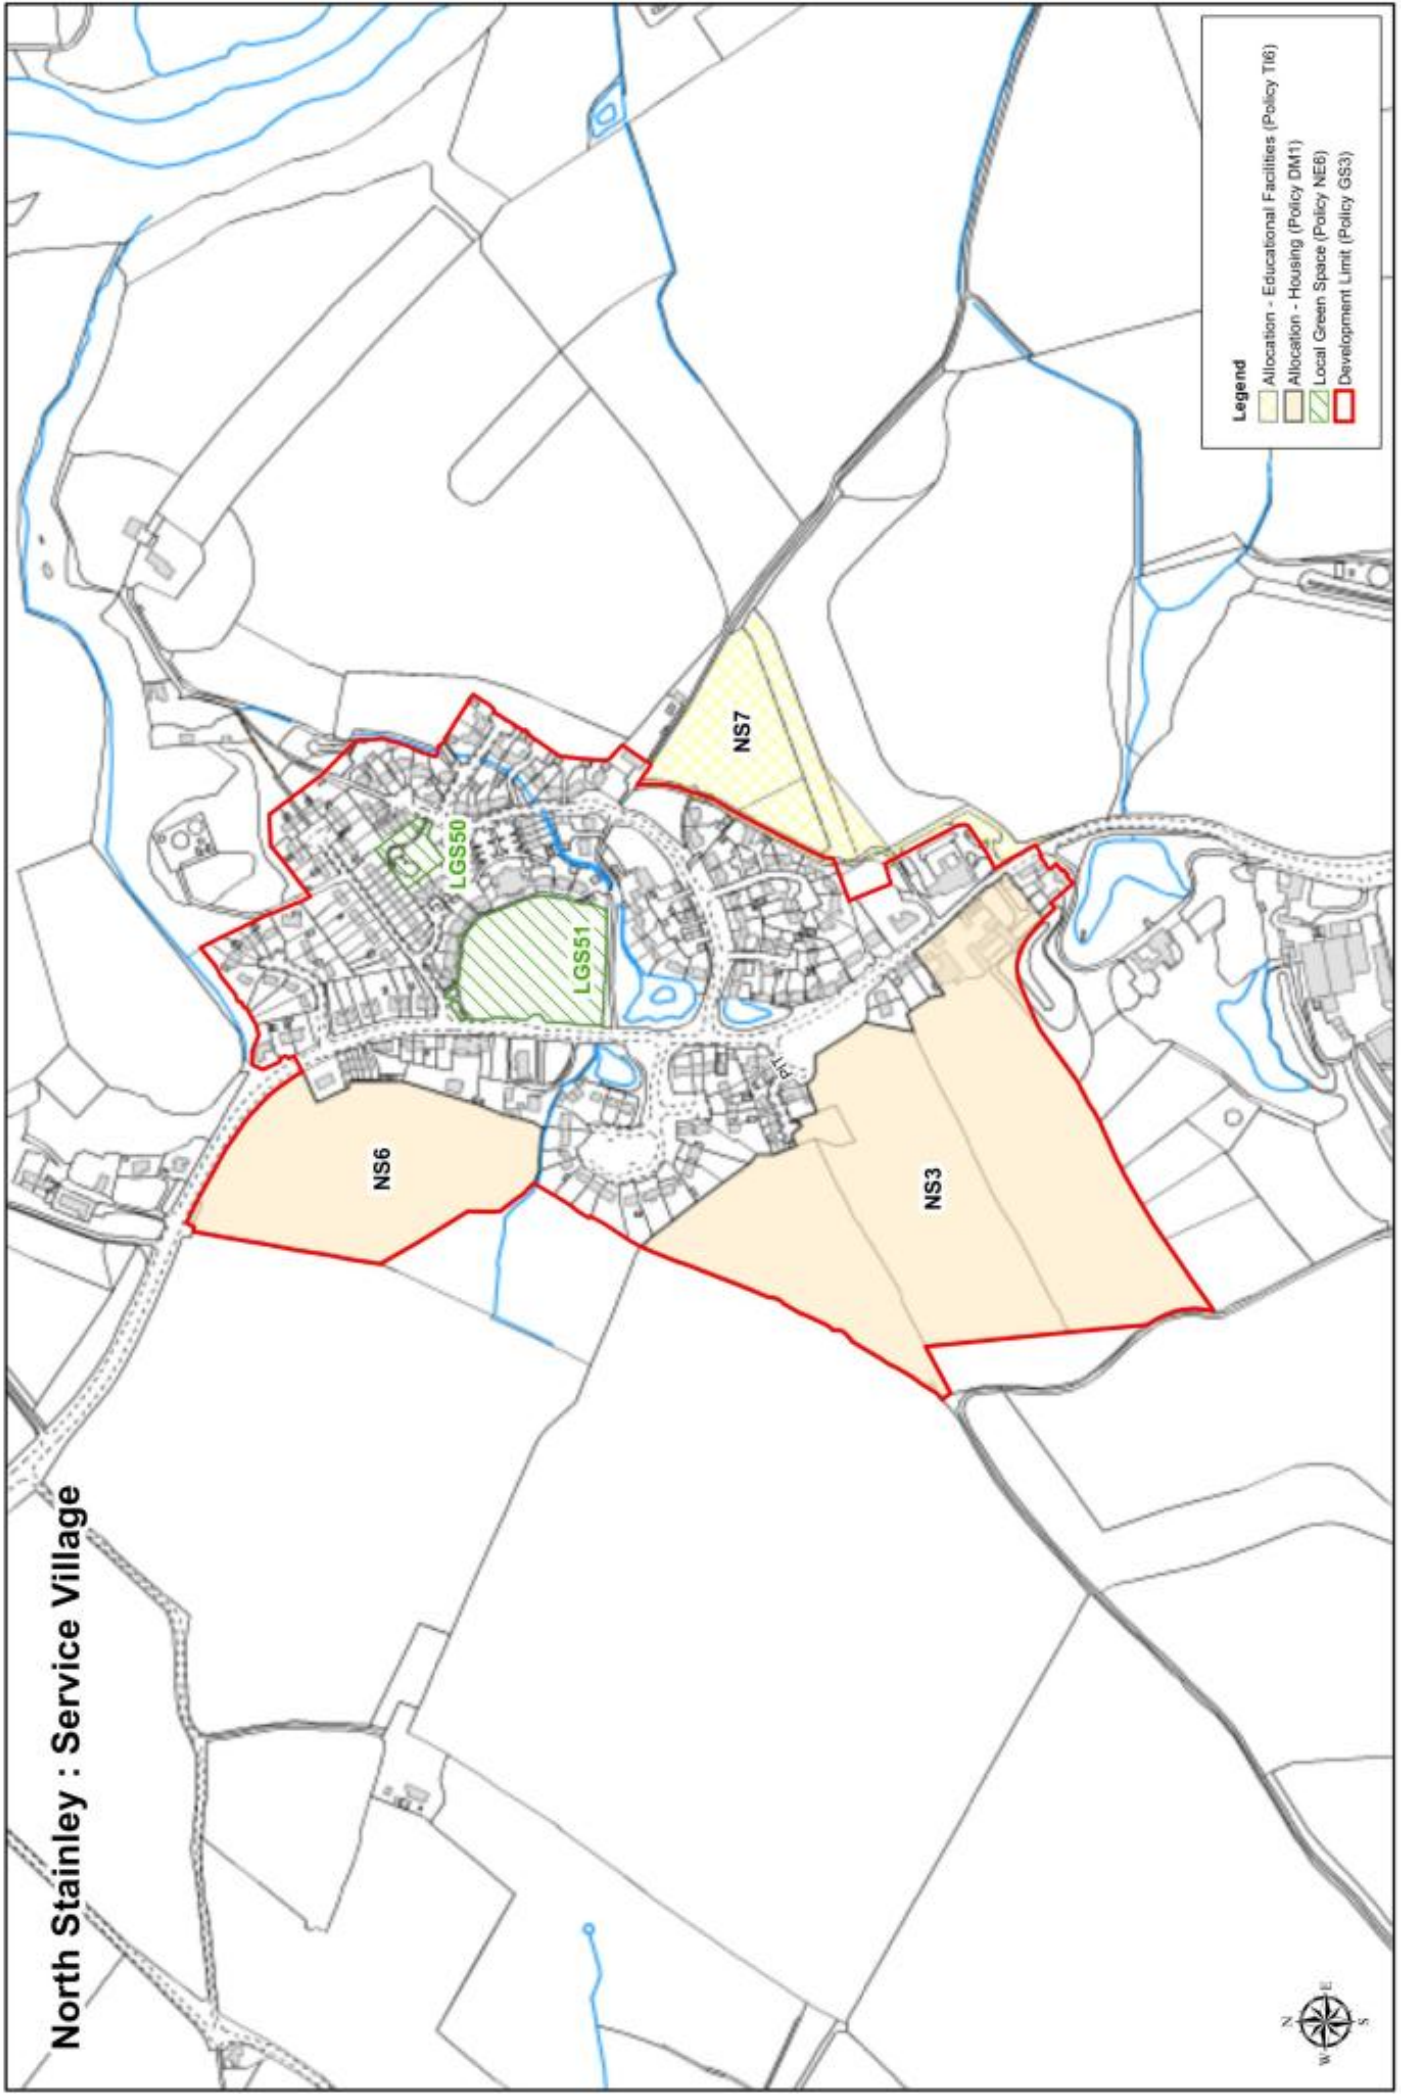 North Stainley : Service Village
NS6
LGS50
LGS51
NS7
PIT
NS3
Legend
Allocation - Educational Facilities (Policy TI6)
Allocation - Housing (Policy DM1)
Local Green Space (Policy NE6)
Development Limit (Policy GS3)
N
W
E
S